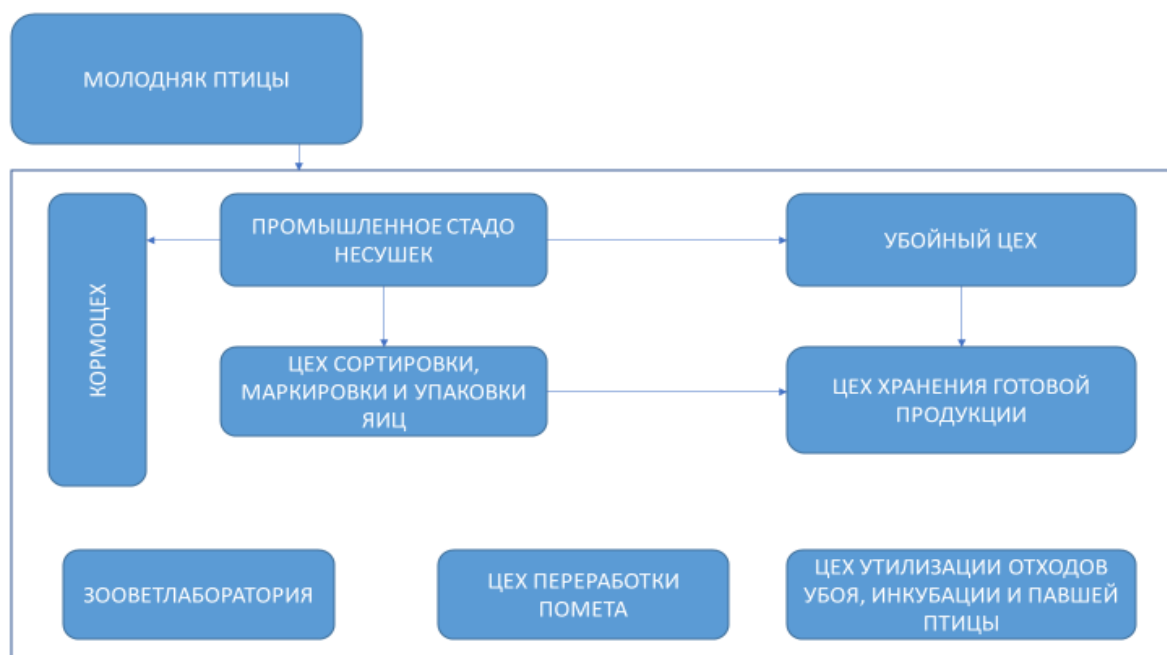 МОЛОДНЯК ПТИЦЫ
КОРМОЦЕХ
ПРОМЫШЛЕННОЕ СТАДО
НЕСУШЕК
УБОЙНЫЙ ЦЕХ
ЦЕХ СОРТИРОВКИ,
МАРКИРОВКИ И УПАКОВКИ
ЯИЦ
ЦЕХ ХРАНЕНИЯ ГОТОВОЙ
ПРОДУКЦИИ
ЗООВЕТЛАБОРАТОРИЯ
ЦЕХ ПЕРЕРАБОТКИ
ПОМЕТА
ЦЕХ УТИЛИЗАЦИИ ОТХОДОВ
УБОЯ, ИНКУБАЦИИ И ПАВШЕЙ
ПТИЦЫ